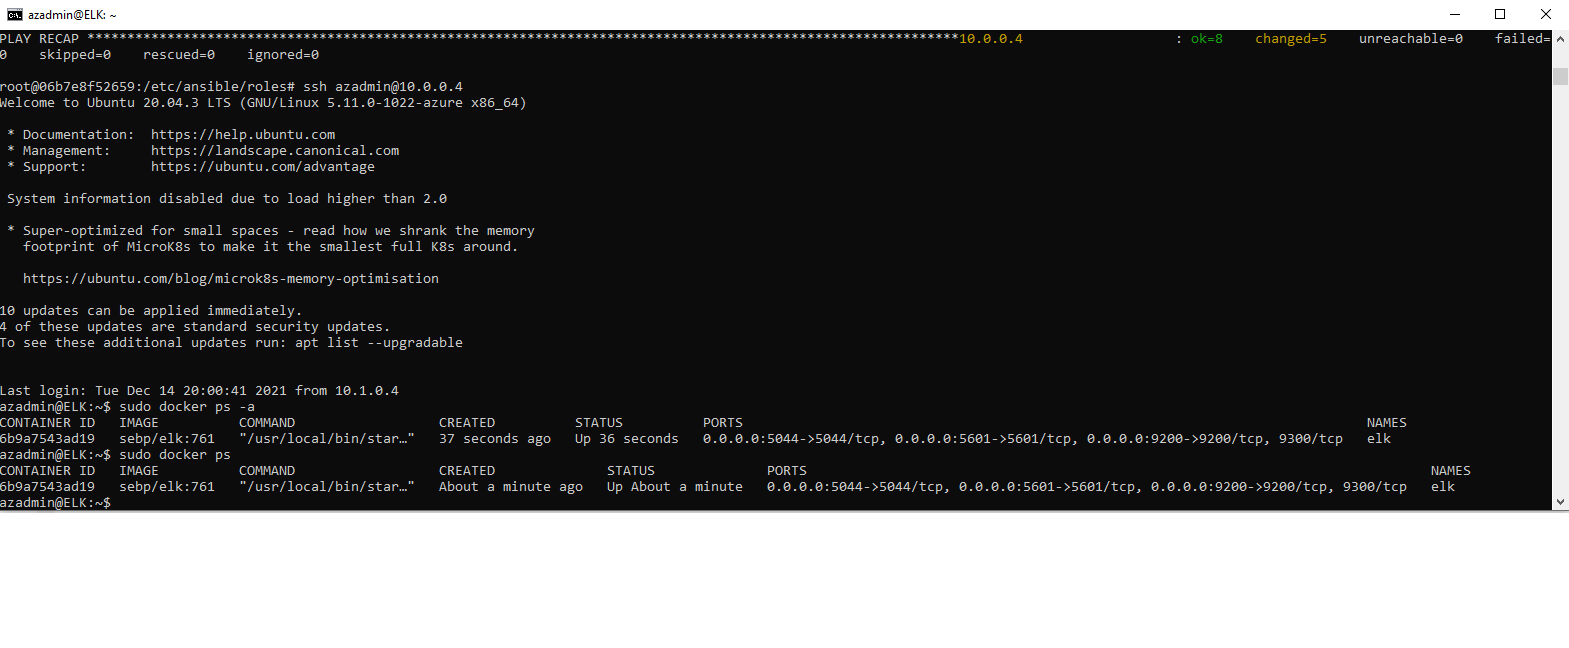 azadmin@ELK: ~
PLAY RECAP *************************************************************************************************************10.0.0.4                   : ok=8    changed=5    unreachable=0    failed=
0    skipped=0    rescued=0    ignored=0
root@06b7e8f52659:/etc/ansible/roles# ssh azadmin@10.0.0.4
Welcome to Ubuntu 20.04.3 LTS (GNU/Linux 5.11.0-1022-azure x86_64)
* Documentation:  https://help.ubuntu.com
* Management:     https://landscape.canonical.com
* Support:        https://ubuntu.com/advantage
System information disabled due to load higher than 2.0
* Super-optimized for small spaces - read how we shrank the memory
footprint of MicroK8s to make it the smallest full K8s around.
https://ubuntu.com/blog/microk8s-memory-optimisation
10 updates can be applied immediately.
4 of these updates are standard security updates.
To see these additional updates run: apt list --upgradable
Last login: Tue Dec 14 20:00:41 2021 from 10.1.0.4
azadmin@ELK:~$ sudo docker ps -a
CONTAINER ID   IMAGE          COMMAND                  CREATED          STATUS          PORTS                                                                              NAMES
6b9a7543ad19   sebp/elk:761   "/usr/local/bin/star…"   37 seconds ago   Up 36 seconds   0.0.0.0:5044->5044/tcp, 0.0.0.0:5601->5601/tcp, 0.0.0.0:9200->9200/tcp, 9300/tcp   elk
azadmin@ELK:~$ sudo docker ps
CONTAINER ID   IMAGE          COMMAND                  CREATED              STATUS              PORTS                                                                              NAMES
6b9a7543ad19   sebp/elk:761   "/usr/local/bin/star…"   About a minute ago   Up About a minute   0.0.0.0:5044->5044/tcp, 0.0.0.0:5601->5601/tcp, 0.0.0.0:9200->9200/tcp, 9300/tcp   elk
azadmin@ELK:~$